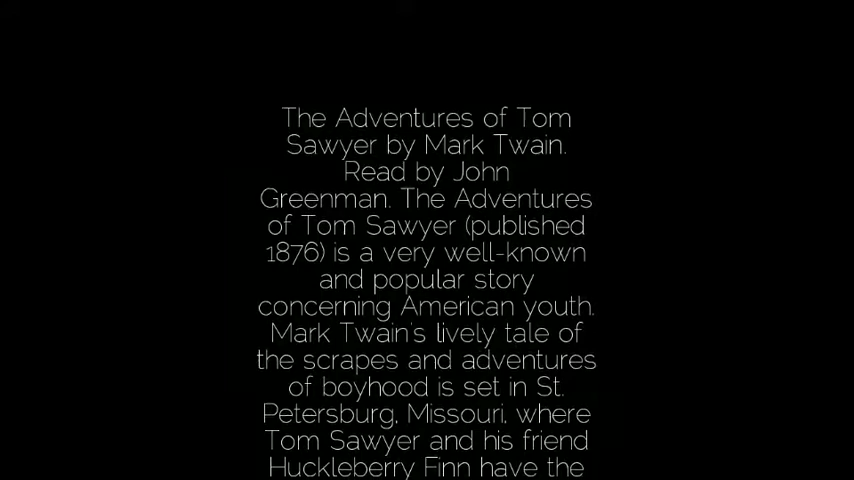 The Adventures of Tom
Sawyer by Mark Twain.
Read by John
Greenman. The Adventures
of Tom Sawyer (published
1876) is a very well-known
and popular story
concerning American youth.
Mark Twain's lively tale of
the scrapes and adventures
of boyhood is set in St.
Petersburg, Missouri, where
Tom Sawyer and his friend
Huckleberry Finn have the